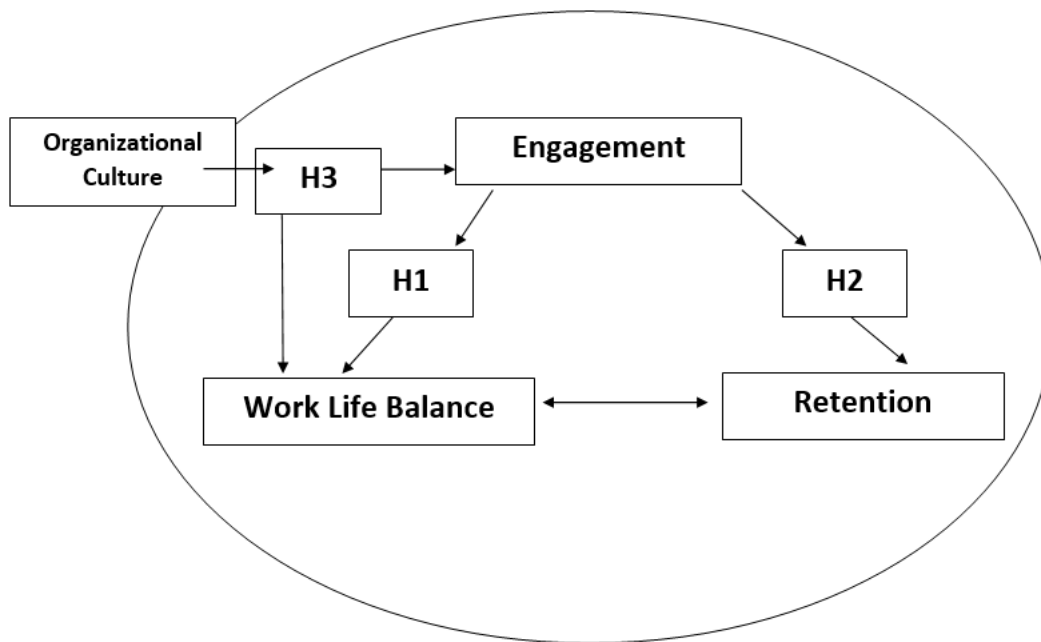 Organizational
Culture
H3
Engagement
H1
H2
Work Life Balance
Retention